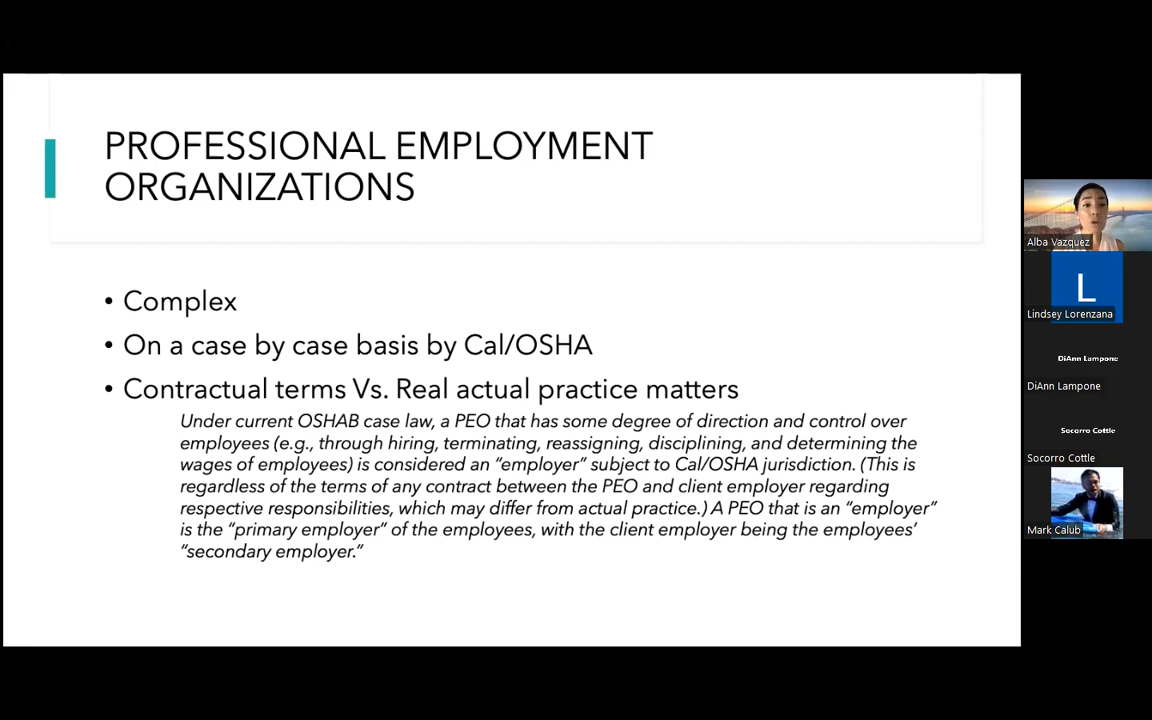 PROFESSIONAL EMPLOYMENT
ORGANIZATIONS
• Complex
• On a case by case basis by Cal/OSHA
• Contractual terms Vs. Real actual practice matters
Under current OSHAB case law, a PEO that has some degree of direction and control over
employees (e.g., through hiring, terminating, reassigning, disciplining, and determining the
wages of employees) is considered an “employer” subject to Cal/OSHA jurisdiction. (This is
regardless of the terms of any contract between the PEO and client employer regarding
respective responsibilities, which may differ from actual practice.) A PEO that is an “employer”
is the “primary employer” of the employees, with the client employer being the employees’
“secondary employer.”
Alba Vazquez
L
Lindsey Lorenzana
DiAnn Lampone
DiAnn Lampone
Socorro Cottle
Socorro Cottle
Mark Calub